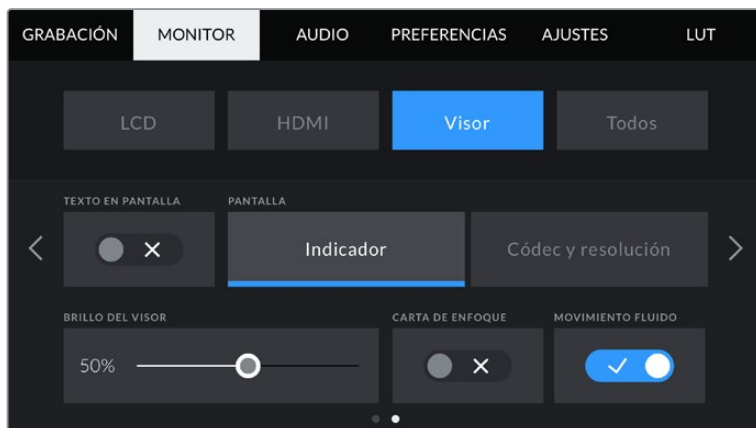 GRABACIÓN MONITOR AUDIO PREFERENCIAS AJUSTES LUT
LCD HDMI Visor Todos
TEXTO EN PANTALLA PANTALLA
Indicador Códec y resolución
BRILLO DEL VISOR CARTA DE ENFOQUE MOVIMIENTO FLUIDO
50%